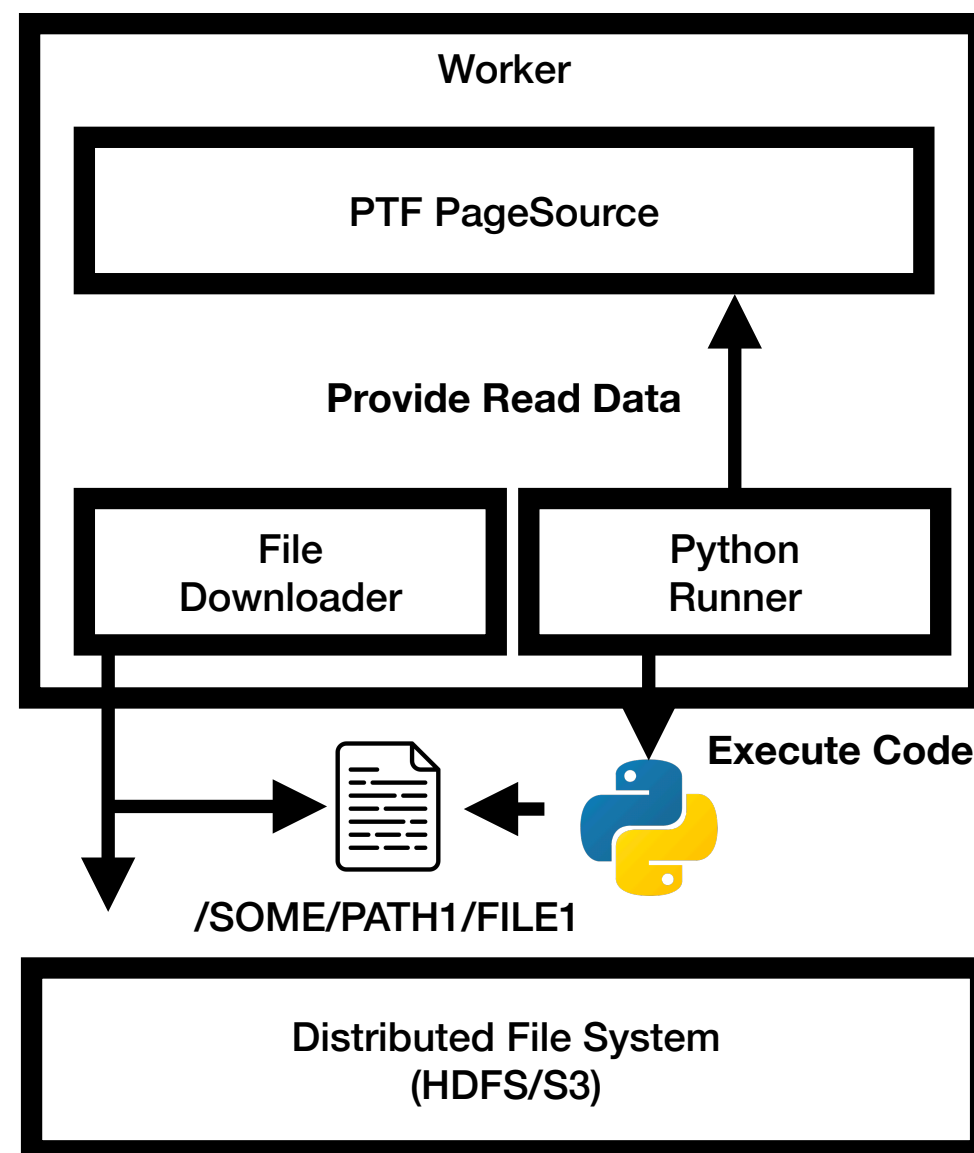 Worker
PTF PageSource
Provide Read Data
File
Downloader
Python
Runner
Execute Code
/SOME/PATH1/FILE1
Distributed File System
(HDFS/S3)